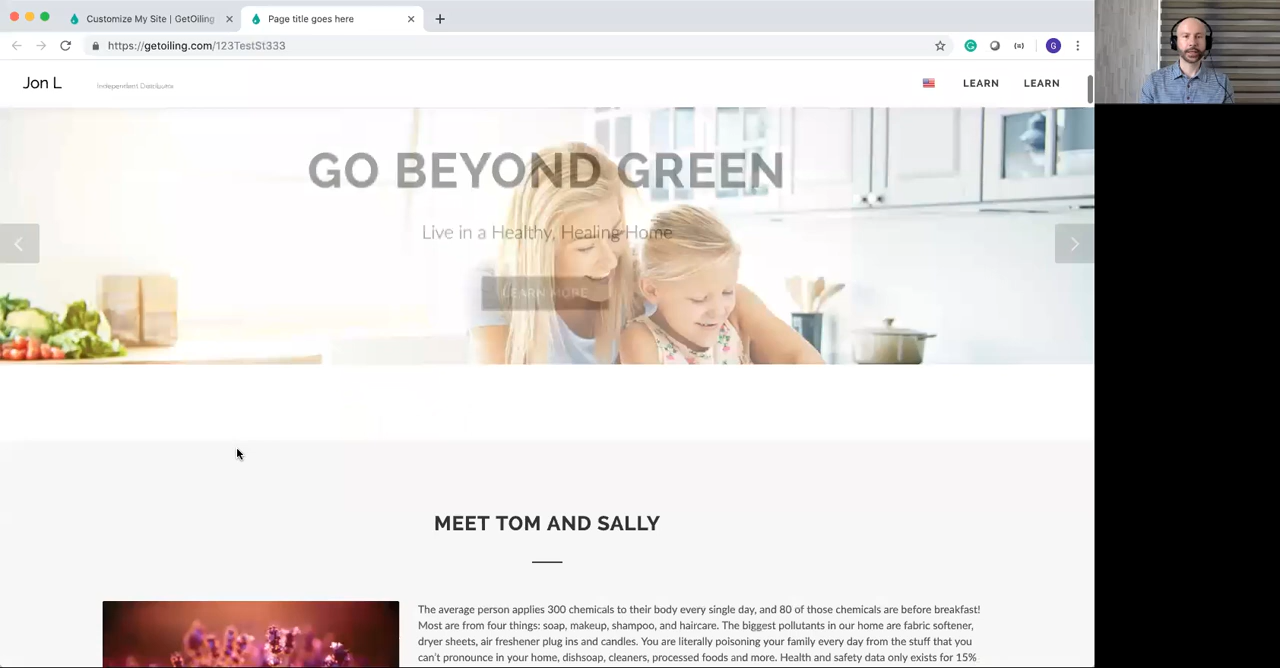 Customize My Site | GetOiling
Page title goes here
https://getoiling.com/123TestSt333
Jon L
Independent Distributor
LEARN
LEARN
GO BEYOND GREEN
Live in a Healthy, Healing Home
LEARN MORE
MEET TOM AND SALLY
The average person applies 300 chemicals to their body every single day, and 80 of those chemicals are before breakfast!
Most are from four things: soap, makeup, shampoo, and haircare. The biggest pollutants in our home are fabric softener,
dryer sheets, air freshener plug ins and candles. You are literally poisoning your family every day from the stuff that you
can't pronounce in your home, dishsoap, cleaners, processed foods and more. Health and safety data only exists for 15%